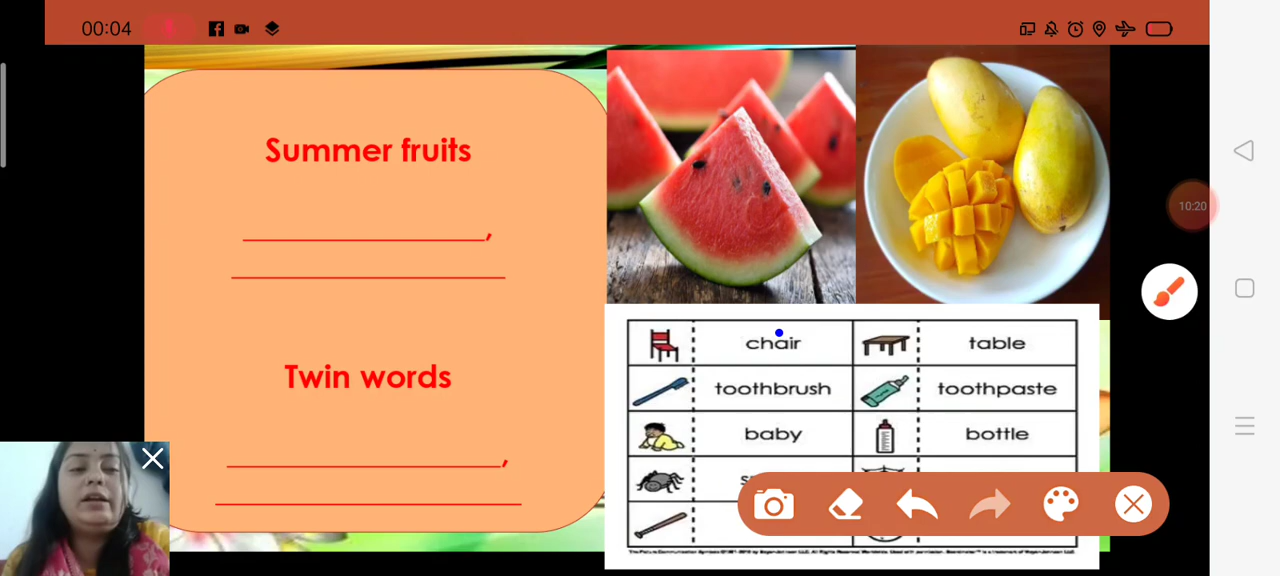 00:04
Summer fruits
,
Twin words
,
chair table
toothbrush toothpaste
baby bottle
10:20